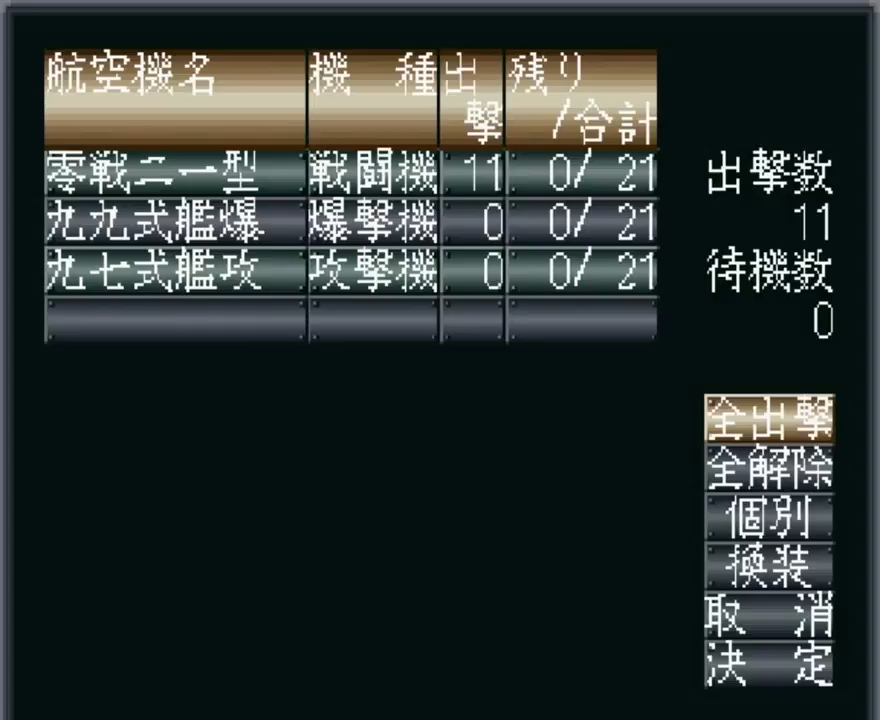 航空機名 機　種 出撃 残り/合計
零戦二一型 戦闘機 11 0/ 21
九九式艦爆 爆撃機 0 0/ 21
九七式艦攻 攻撃機 0 0/ 21
出撃数
11
待機数
0
全出撃
全解除
個別
換装
取　消
決　定